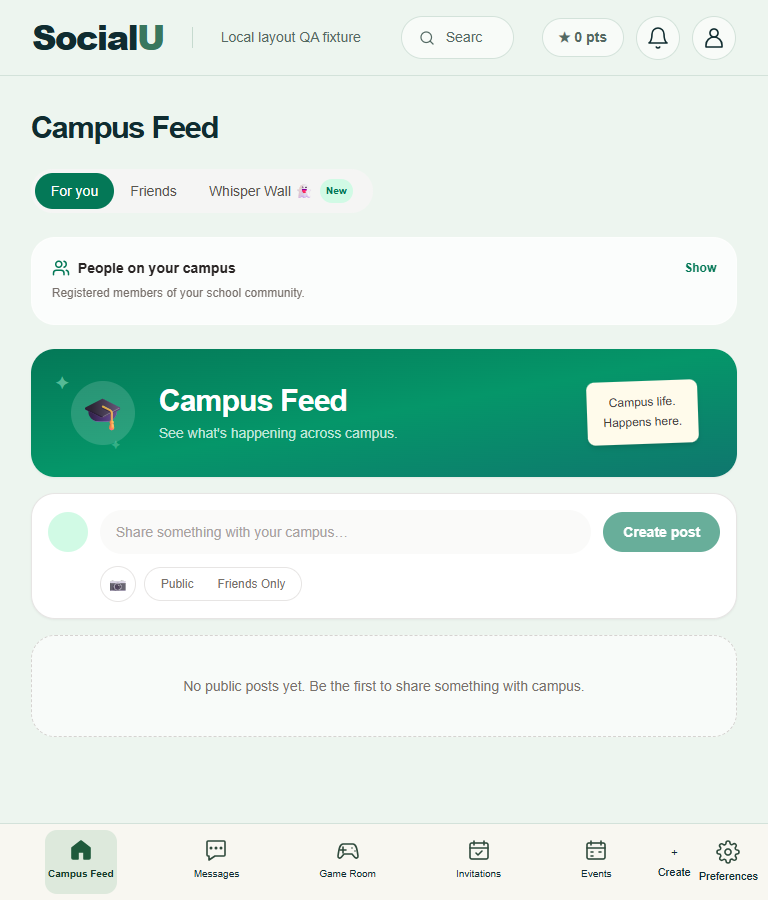 SocialU
Local layout QA fixture
Searc
★ 0 pts
Campus Feed
For you
Friends
Whisper Wall 👻
New
People on your campus
Show
Registered members of your school community.
Campus Feed
See what's happening across campus.
Campus life.
Happens here.
Share something with your campus…
Create post
Public
Friends Only
No public posts yet. Be the first to share something with campus.
Campus Feed
Messages
Game Room
Invitations
Events
+
Create
Preferences